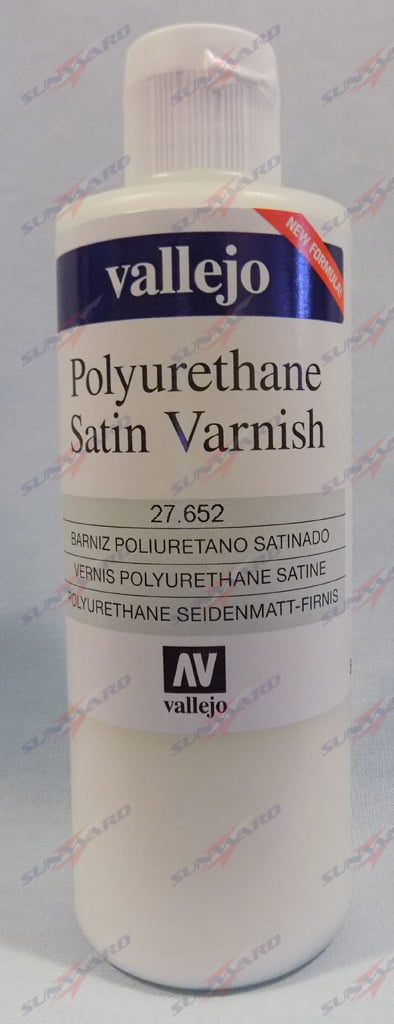 NEW FORMULA!
vallejo
Polyurethane
Satin Varnish
27.652
BARNIZ POLIURETANO SATINADO
VERNIS POLYURETHANE SATINE
POLYURETHANE SEIDENMATT-FIRNIS
AV
vallejo
SUNWARD